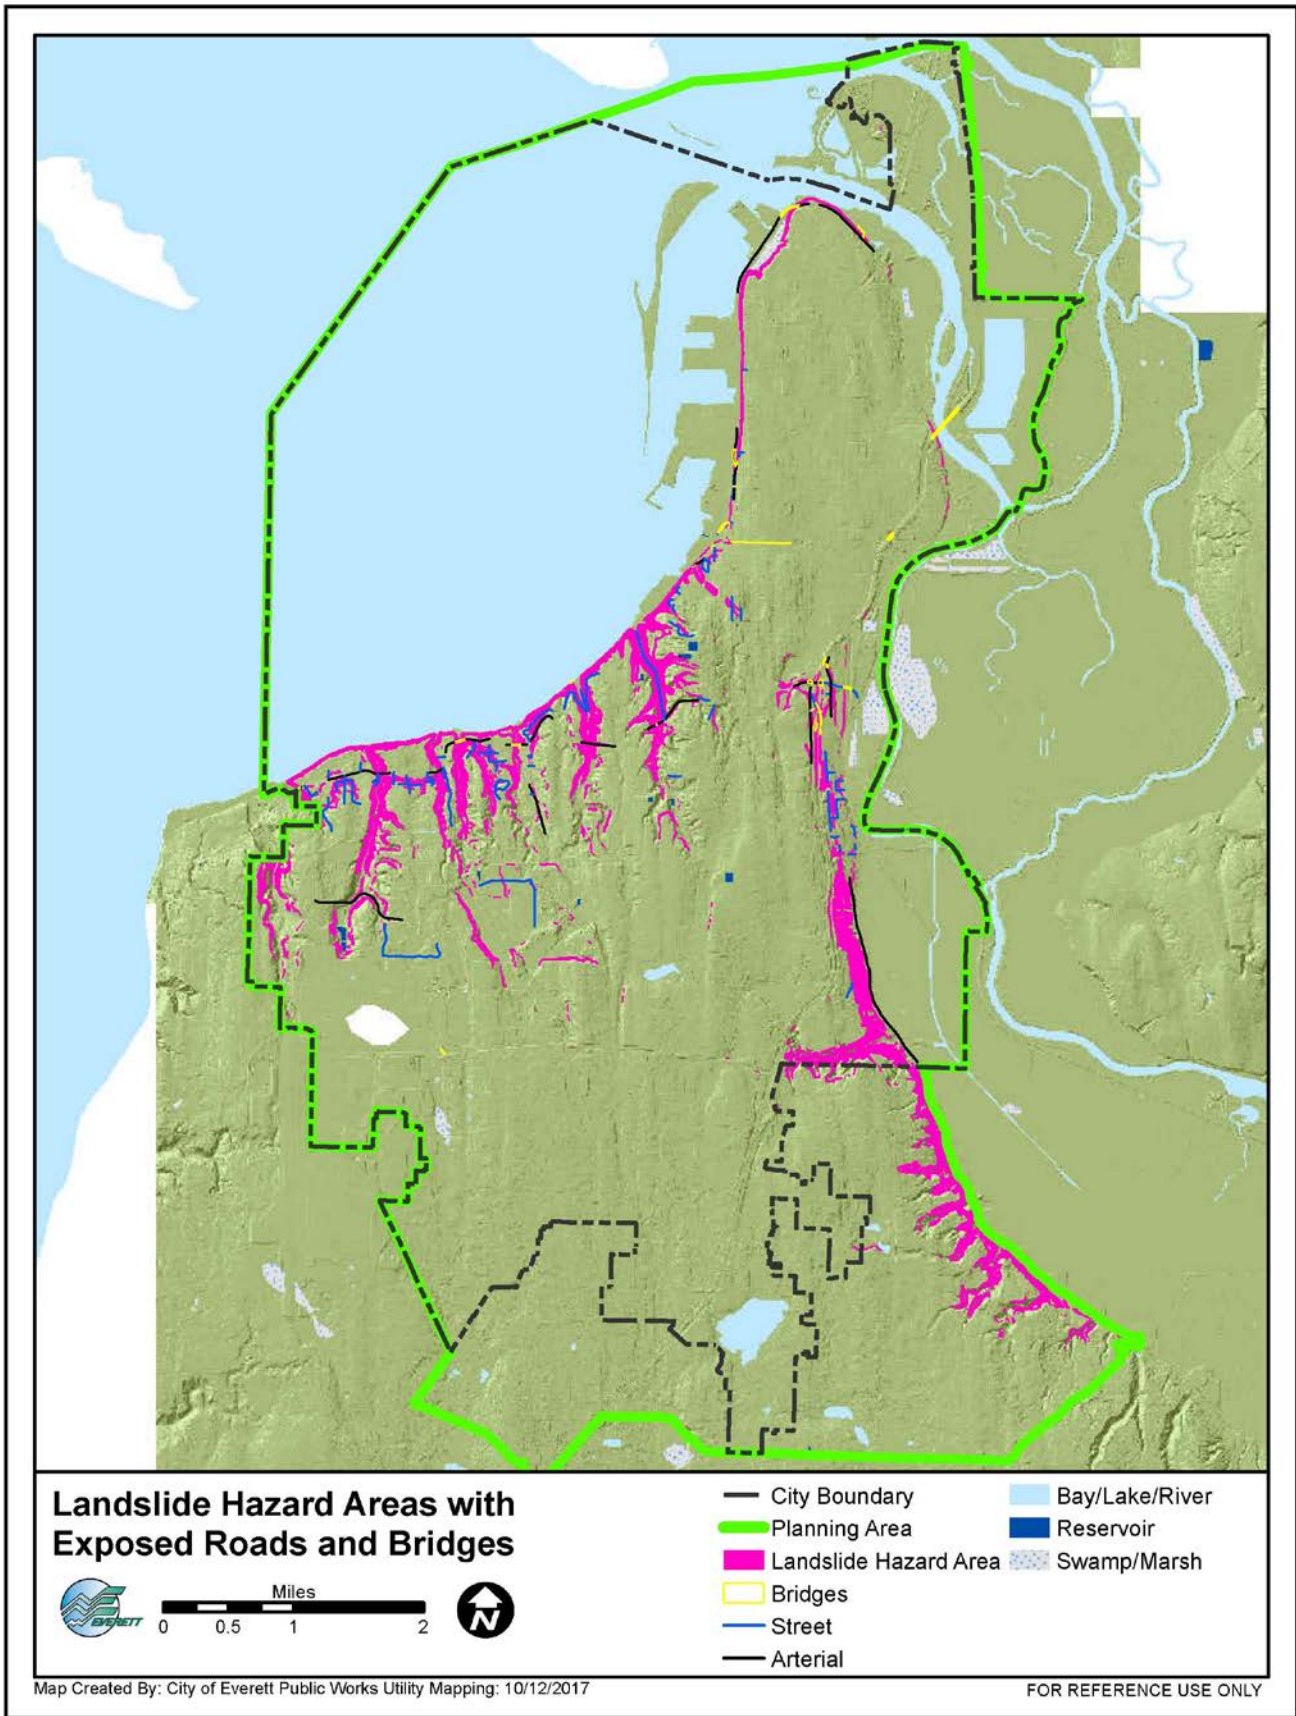 Landslide Hazard Areas with
Exposed Roads and Bridges
EVERETT
Miles
0 0.5 1 2
N
City Boundary
Planning Area
Landslide Hazard Area
Bridges
Street
Arterial
Bay/Lake/River
Reservoir
Swamp/Marsh
Map Created By: City of Everett Public Works Utility Mapping: 10/12/2017
FOR REFERENCE USE ONLY